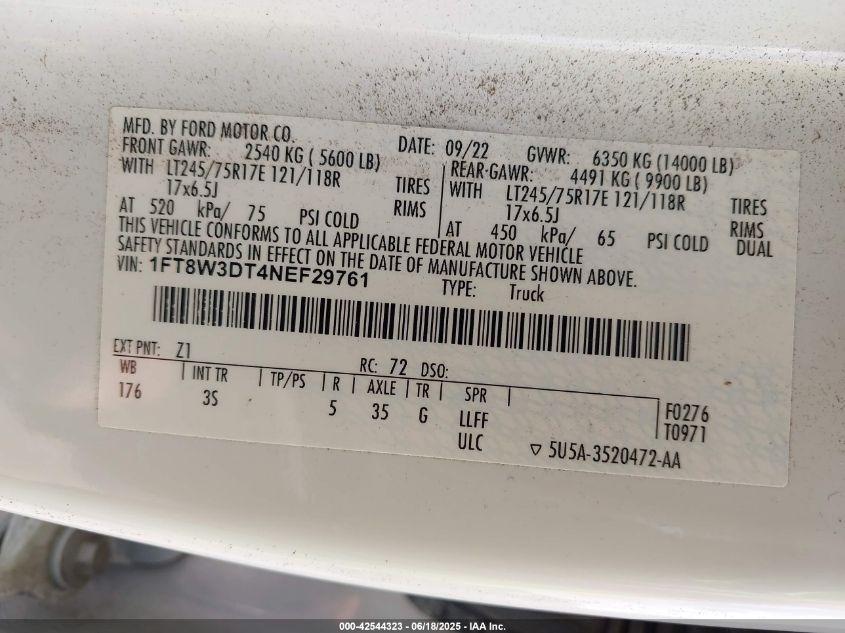 MFD. BY FORD MOTOR CO.
DATE: 09/22 GVWR: 6350 KG (14000 LB)
FRONT GAWR: 2540 KG ( 5600 LB) REAR GAWR: 4491 KG ( 9900 LB)
WITH LT245/75R17E 121/118R TIRES WITH LT245/75R17E 121/118R TIRES
17x6.5J RIMS 17x6.5J RIMS
AT 520 kPa/ 75 PSI COLD AT 450 kPa/ 65 PSI COLD DUAL
THIS VEHICLE CONFORMS TO ALL APPLICABLE FEDERAL MOTOR VEHICLE
SAFETY STANDARDS IN EFFECT ON THE DATE OF MANUFACTURE SHOWN ABOVE.
VIN: 1FT8W3DT4NEF29761 TYPE: Truck
EXT PNT: Z1 RC: 72 DSO:
WB | INT TR | TP/PS | R | AXLE | TR | SPR | F0276
176 3S 5 35 G LLFF T0971
ULC ▽ 5U5A-3520472-AA
000-42544323 - 06/18/2025 - IAA Inc.